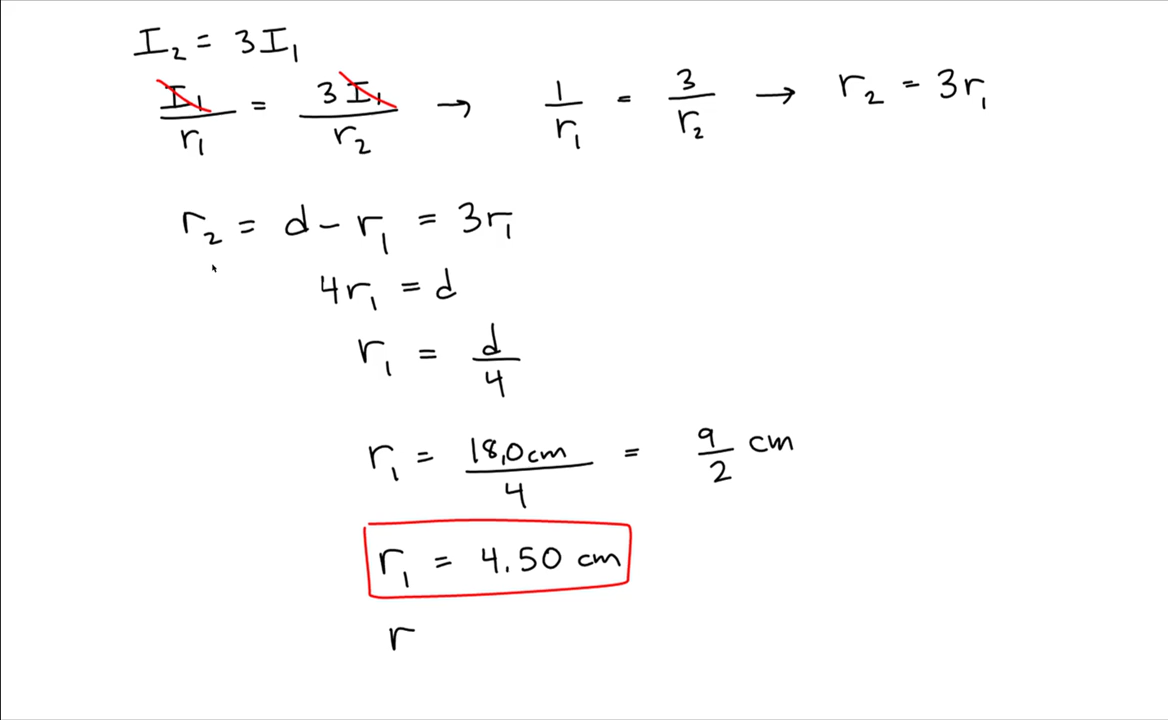 I₂ = 3I₁
I₁/r₁ = 3I₁/r₂ → 1/r₁ = 3/r₂ → r₂ = 3r₁
r₂ = d - r₁ = 3r₁
4r₁ = d
r₁ = d/4
r₁ = 18,0cm/4 = 9/2 cm
r₁ = 4.50 cm
r